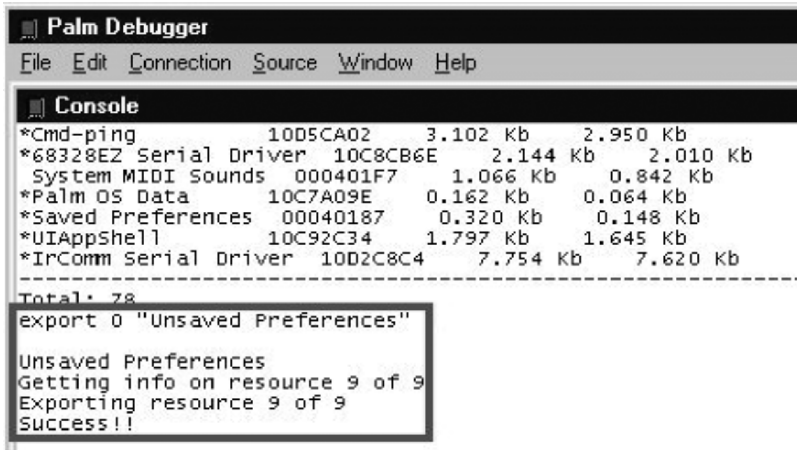 Palm Debugger
File Edit Connection Source Window Help
Console
*Cmd-ping 10D5CA02 3.102 Kb 2.950 Kb
*68328EZ Serial Driver 10C8CB6E 2.144 Kb 2.010 Kb
System MIDI Sounds 000401F7 1.066 Kb 0.842 Kb
*Palm OS Data 10C7A09E 0.162 Kb 0.064 Kb
*Saved Preferences 00040187 0.320 Kb 0.148 Kb
*UIAppShell 10C92C34 1.797 Kb 1.645 Kb
*IrComm Serial Driver 10D2C8C4 7.754 Kb 7.620 Kb
--------------------------------------------------------------
Total: 78
export 0 "Unsaved Preferences"
Unsaved Preferences
Getting info on resource 9 of 9
Exporting resource 9 of 9
Success!!